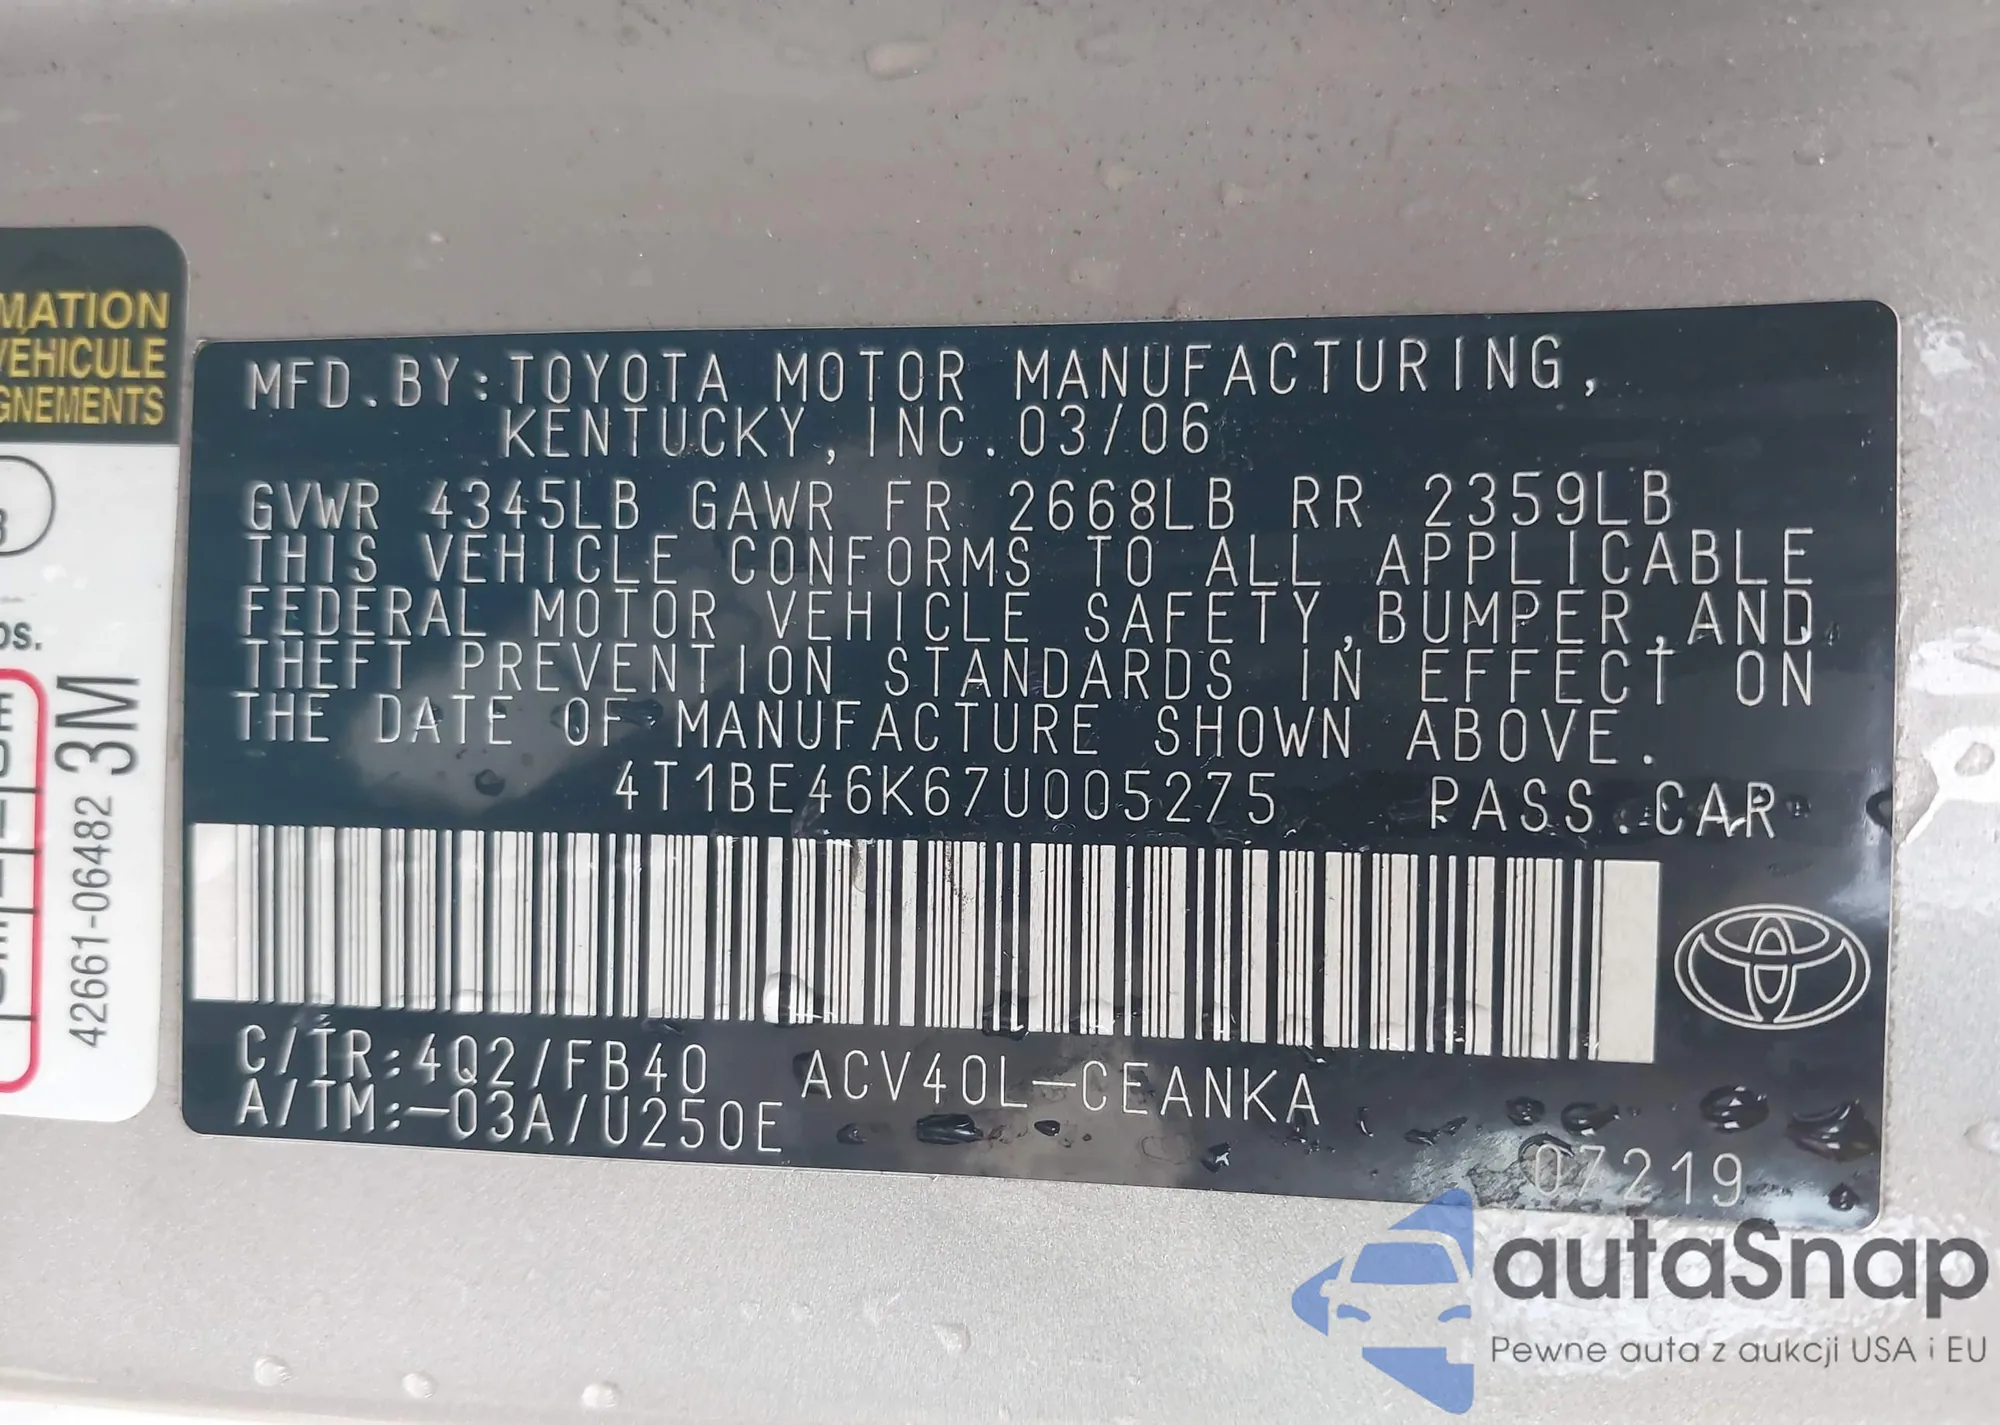 MATION
VÉHICULE
GNEMENTS
42661-06482 3M
MFD.BY:TOYOTA MOTOR MANUFACTURING,
KENTUCKY,INC.03/06
GVWR 4345LB GAWR FR 2668LB RR 2359LB
THIS VEHICLE CONFORMS TO ALL APPLICABLE
FEDERAL MOTOR VEHICLE SAFETY,BUMPER,AND
THEFT PREVENTION STANDARDS IN EFFECT ON
THE DATE OF MANUFACTURE SHOWN ABOVE.
4T1BE46K67U005275 PASS.CAR
C/TR:4Q2/FB40 ACV40L-CEANKA
A/TM:-03A/U250E
07219
autaSnap
Pewne auta z aukcji USA i EU